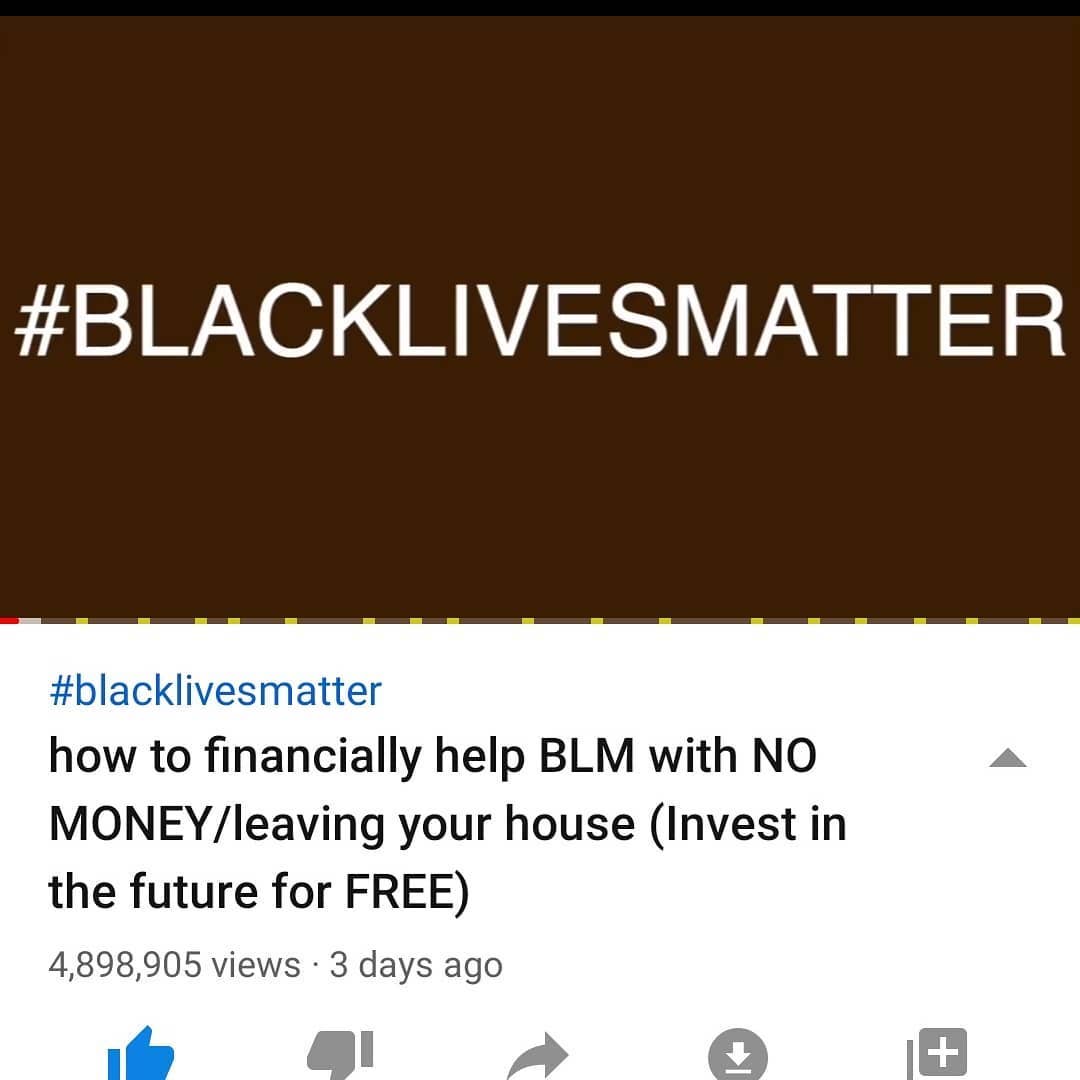 #BLACKLIVESMATTER
#blacklivesmatter
how to financially help BLM with NO
MONEY/leaving your house (Invest in
the future for FREE)
4,898,905 views · 3 days ago